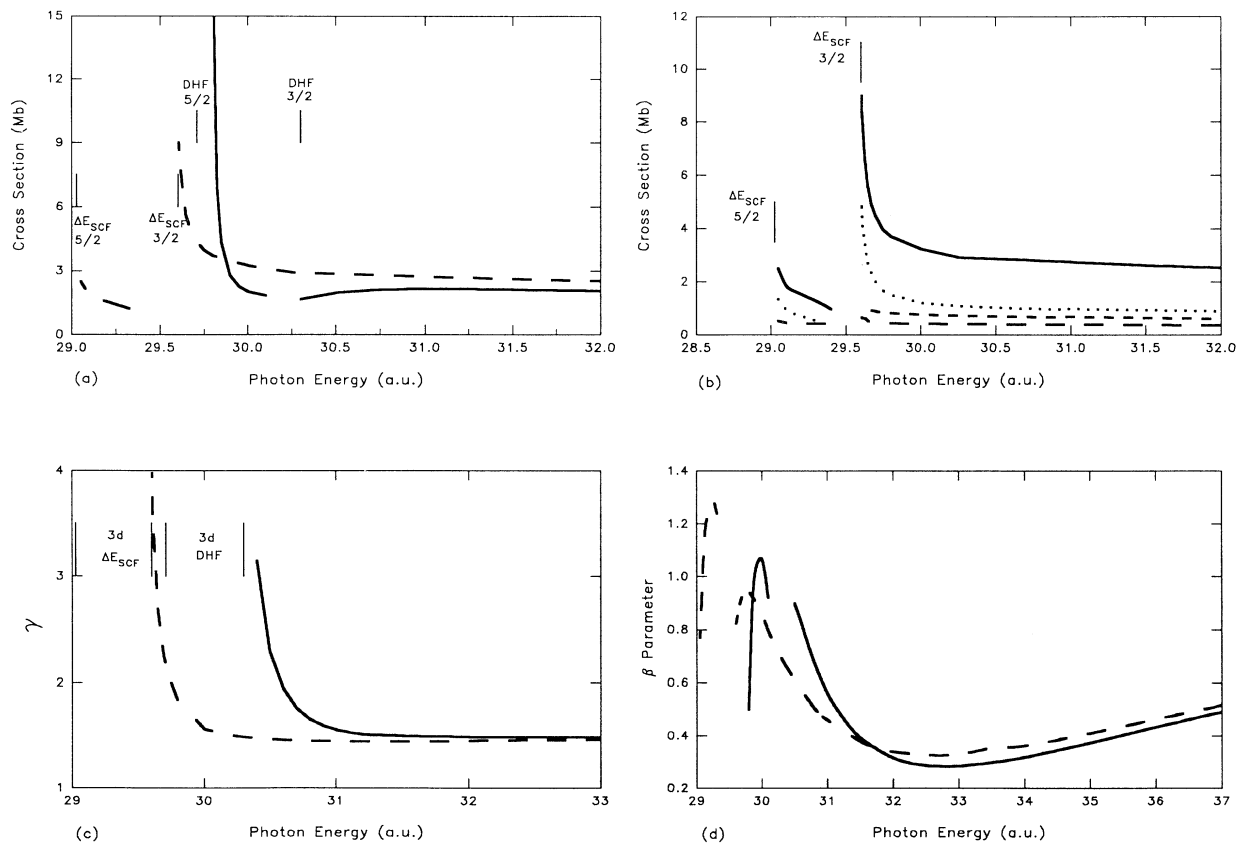 15
12
9
6
3
0
Cross Section (Mb)
DHF
5/2
DHF
3/2
ΔE_SCF
5/2
ΔE_SCF
3/2
29.0 29.5 30.0 30.5 31.0 31.5 32.0
(a) Photon Energy (a.u.)
12
10
8
6
4
2
0
Cross Section (Mb)
ΔE_SCF
3/2
ΔE_SCF
5/2
28.5 29.0 29.5 30.0 30.5 31.0 31.5 32.0
(b) Photon Energy (a.u.)
4
3
2
1
γ
3d
ΔE_SCF
3d
DHF
29 30 31 32 33
(c) Photon Energy (a.u.)
1.4
1.2
1.0
0.8
0.6
0.4
0.2
β Parameter
29 30 31 32 33 34 35 36 37
(d) Photon Energy (a.u.)